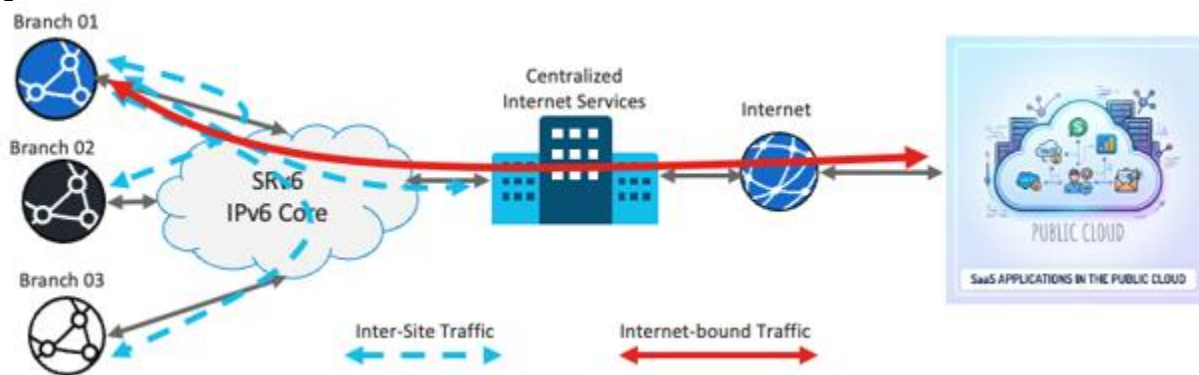 Branch 01
Branch 02
Branch 03
SRv6
IPv6 Core
Centralized
Internet Services
Internet
PUBLIC CLOUD
SaaS APPLICATIONS IN THE PUBLIC CLOUD
Inter-Site Traffic
Internet-bound Traffic